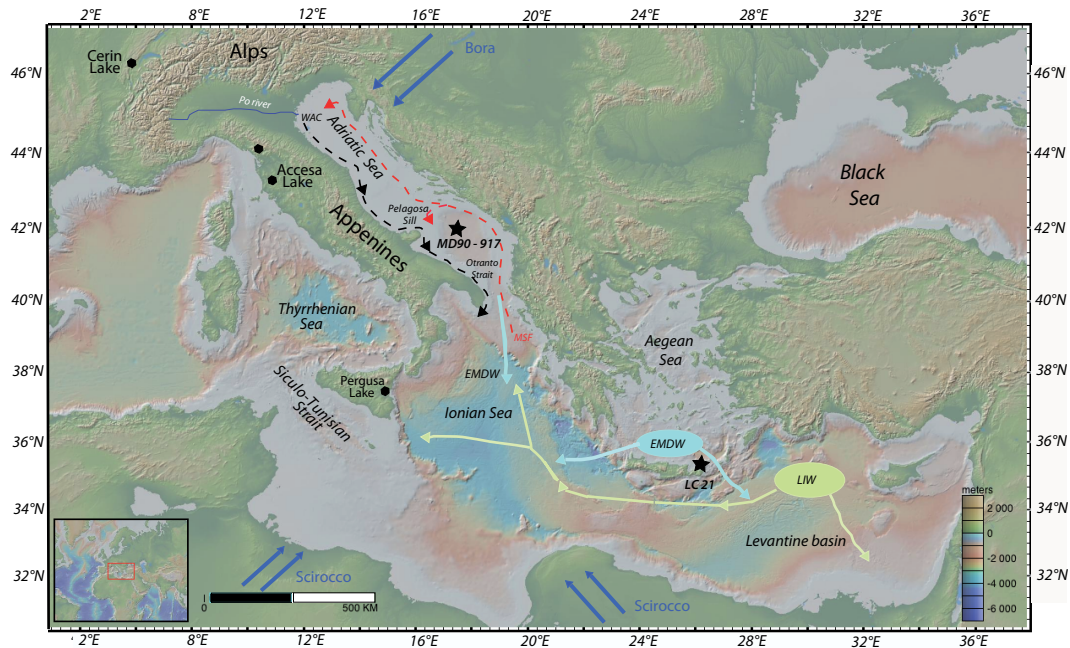 2°E 8°E 12°E 16°E 20°E 24°E 28°E 32°E 36°E
Cerin
Lake
Alps
Bora
46°N
46°N
Po river
WAC
Adriatic Sea
44°N
44°N
Accesa
Lake
Black
Sea
Pelagosa
Sill
42°N
42°N
MD90 - 917
Appenines
Otranto
Strait
40°N
40°N
Thyrrhenian
Sea
MSF
Aegean
Sea
38°N
38°N
EMDW
Pergusa
Lake
Siculo-Tunisian
Strait
Ionian Sea
36°N
36°N
EMDW
LC 21
LIW
34°N
34°N
meters
2 000
0
-2 000
-4 000
-6 000
Levantine basin
32°N
32°N
Scirocco
0
500 KM
Scirocco
2°E 8°E 12°E 16°E 20°E 24°E 28°E 32°E 36°E